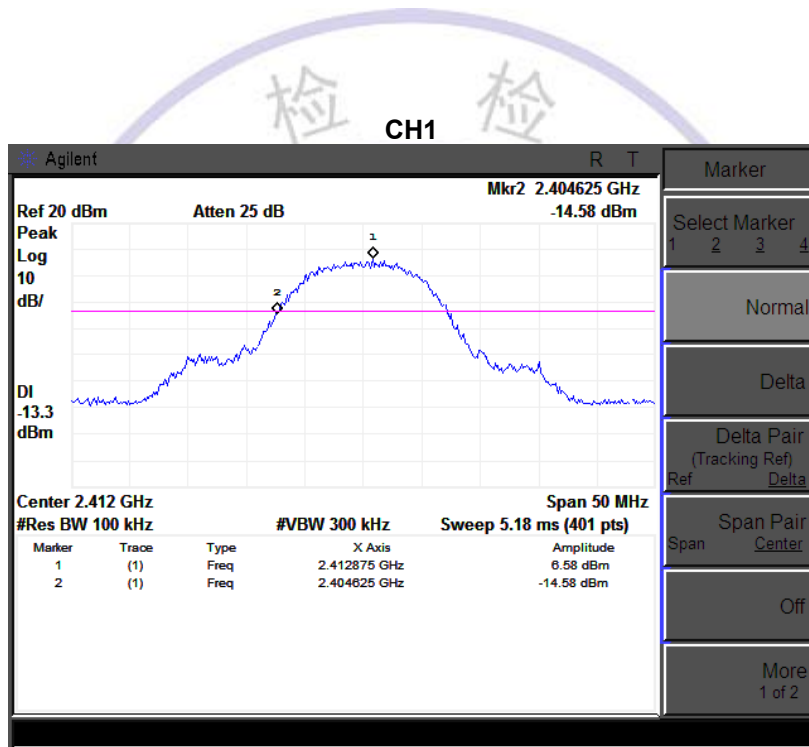 检 检
CH1
Agilent
R T
Mkr2 2.404625 GHz
Ref 20 dBm Atten 25 dB -14.58 dBm
Peak
Log
10
dB/
1
2
DI
-13.3
dBm
Center 2.412 GHz Span 50 MHz
#Res BW 100 kHz #VBW 300 kHz Sweep 5.18 ms (401 pts)
Marker Trace Type X Axis Amplitude
1 (1) Freq 2.412875 GHz 6.58 dBm
2 (1) Freq 2.404625 GHz -14.58 dBm
Marker
Select Marker
1 2 3 4
Normal
Delta
Delta Pair
(Tracking Ref)
Ref Delta
Span Pair
Span Center
Off
More
1 of 2